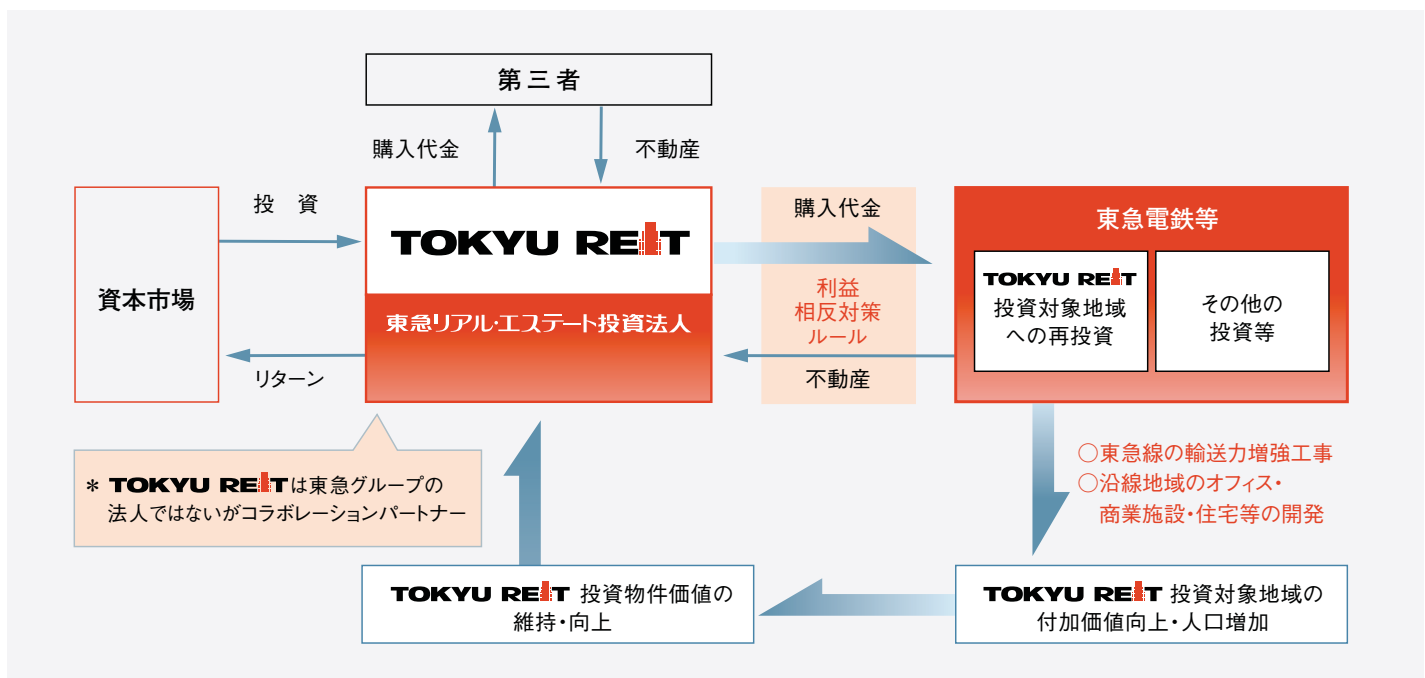 第三者
購入代金
不動産
資本市場
投　資
リターン
TOKYU REIT
東急リアル・エステート投資法人
購入代金
利益
相反対策
ルール
不動産
東急電鉄等
TOKYU REIT
投資対象地域
への再投資
その他の
投資等
＊ TOKYU REITは東急グループの
法人ではないがコラボレーションパートナー
○東急線の輸送力増強工事
○沿線地域のオフィス・
商業施設・住宅等の開発
TOKYU REIT 投資物件価値の
維持・向上
TOKYU REIT 投資対象地域の
付加価値向上・人口増加